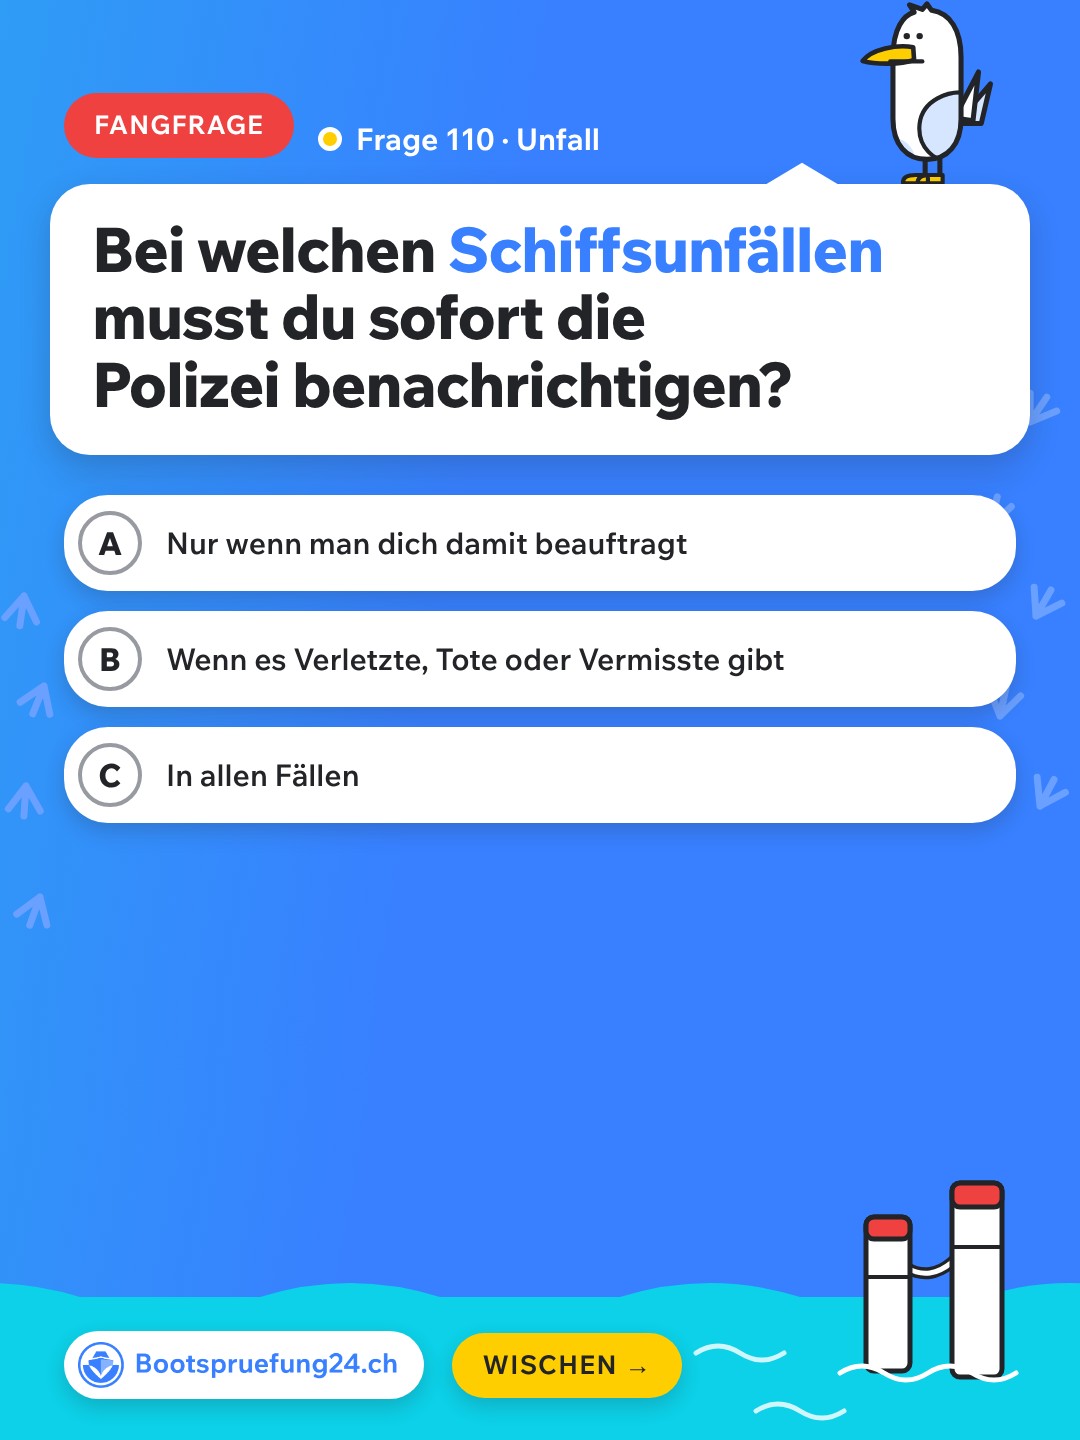 FANGFRAGE
Frage 110 · Unfall
Bei welchen Schiffsunfällen
musst du sofort die
Polizei benachrichtigen?
A Nur wenn man dich damit beauftragt
B Wenn es Verletzte, Tote oder Vermisste gibt
C In allen Fällen
Bootspruefung24.ch
WISCHEN →